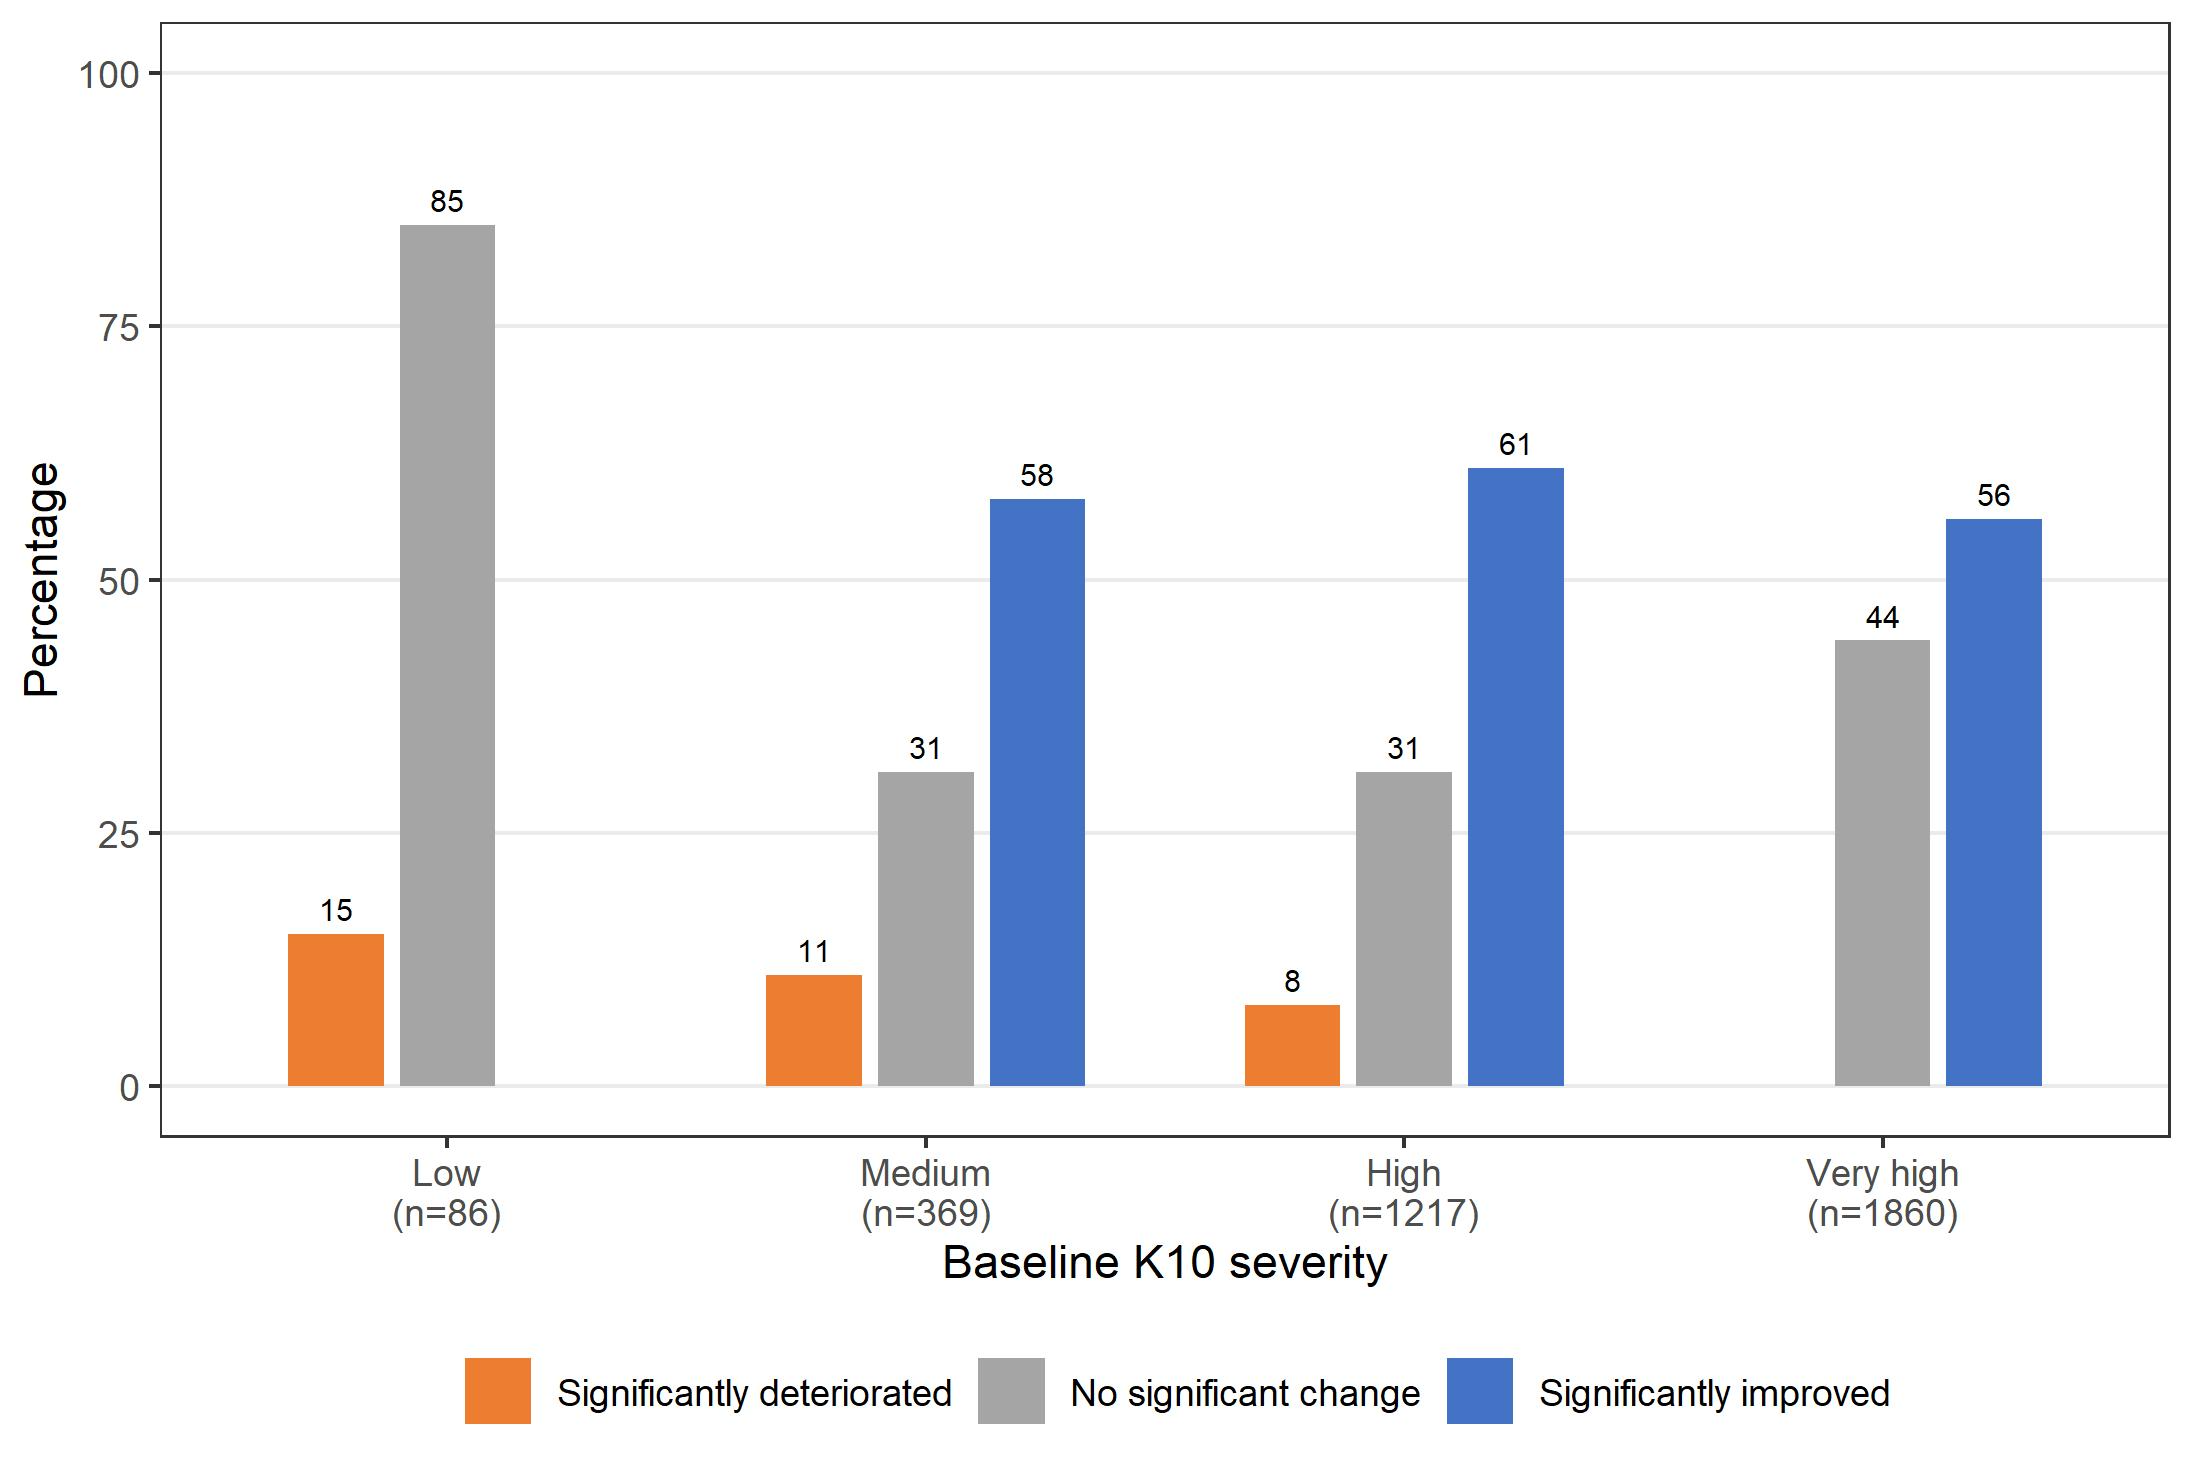 Percentage
100
75
50
25
0
85
15
58
31
11
61
31
8
56
44
Low
(n=86)
Medium
(n=369)
High
(n=1217)
Very high
(n=1860)
Baseline K10 severity
Significantly deteriorated
No significant change
Significantly improved